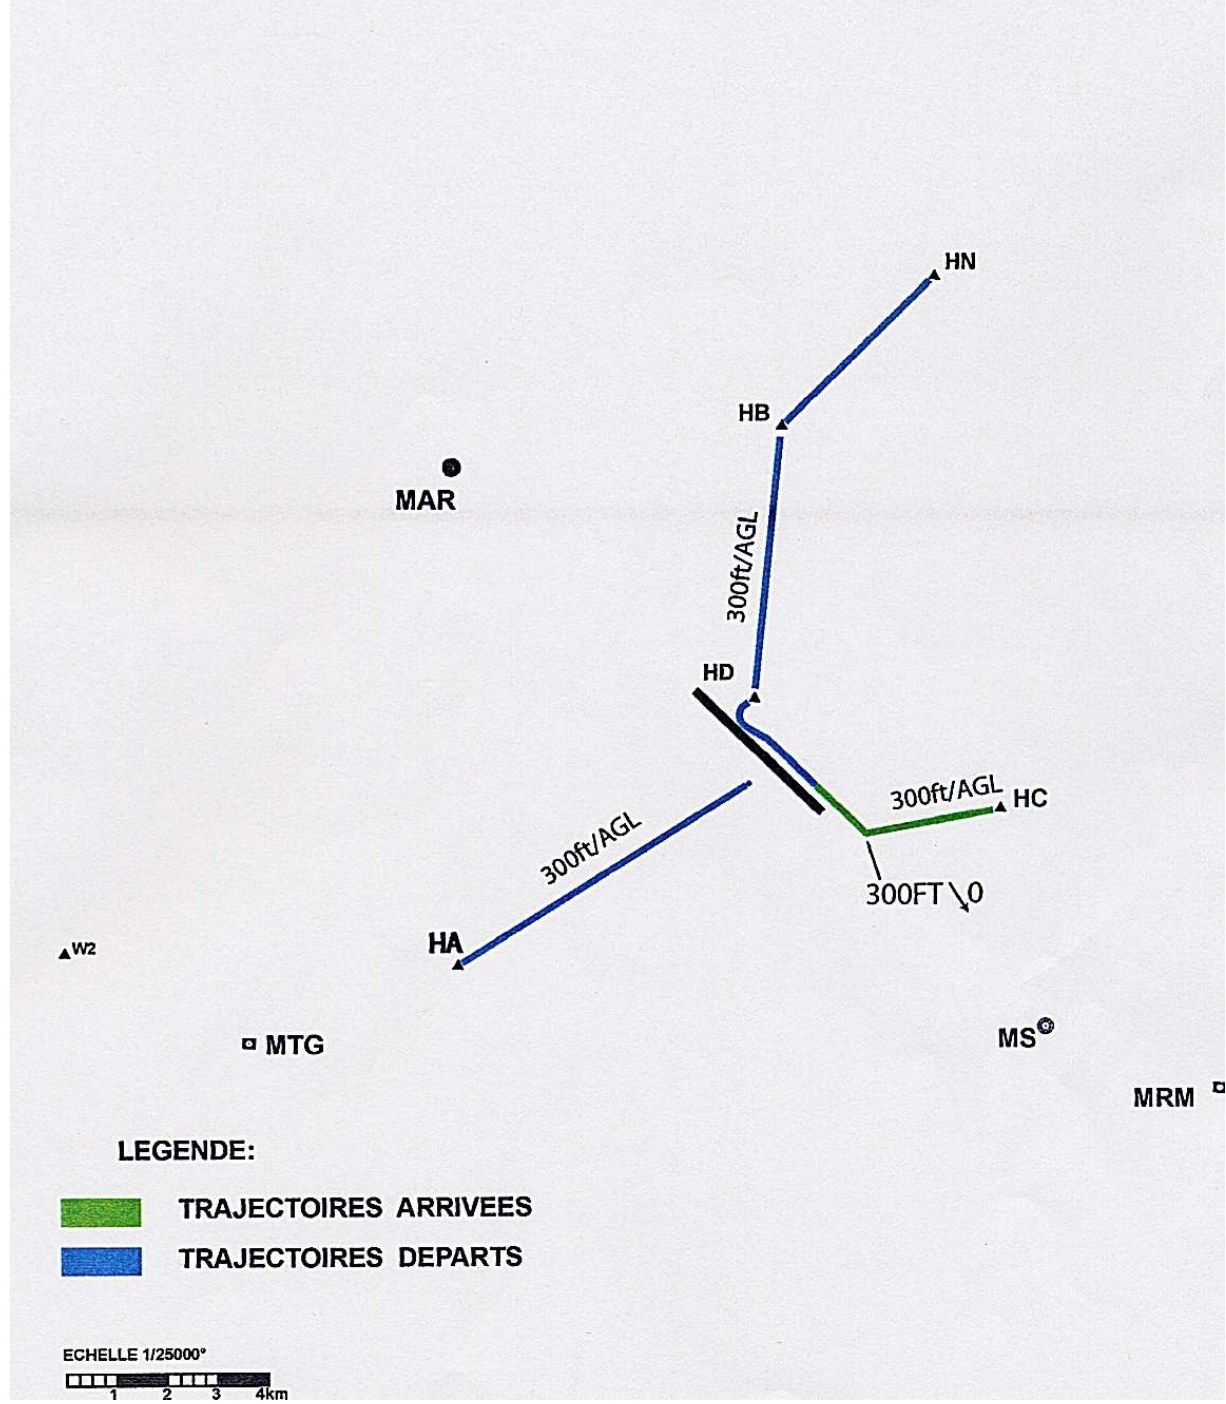 HN
HB
MAR
300ft/AGL
HD
300ft/AGL
HC
300ft/AGL
300FT \ 0
HA
W2
MTG
MS
MRM
LEGENDE:
TRAJECTOIRES ARRIVEES
TRAJECTOIRES DEPARTS
ECHELLE 1/25000°
1 2 3 4km